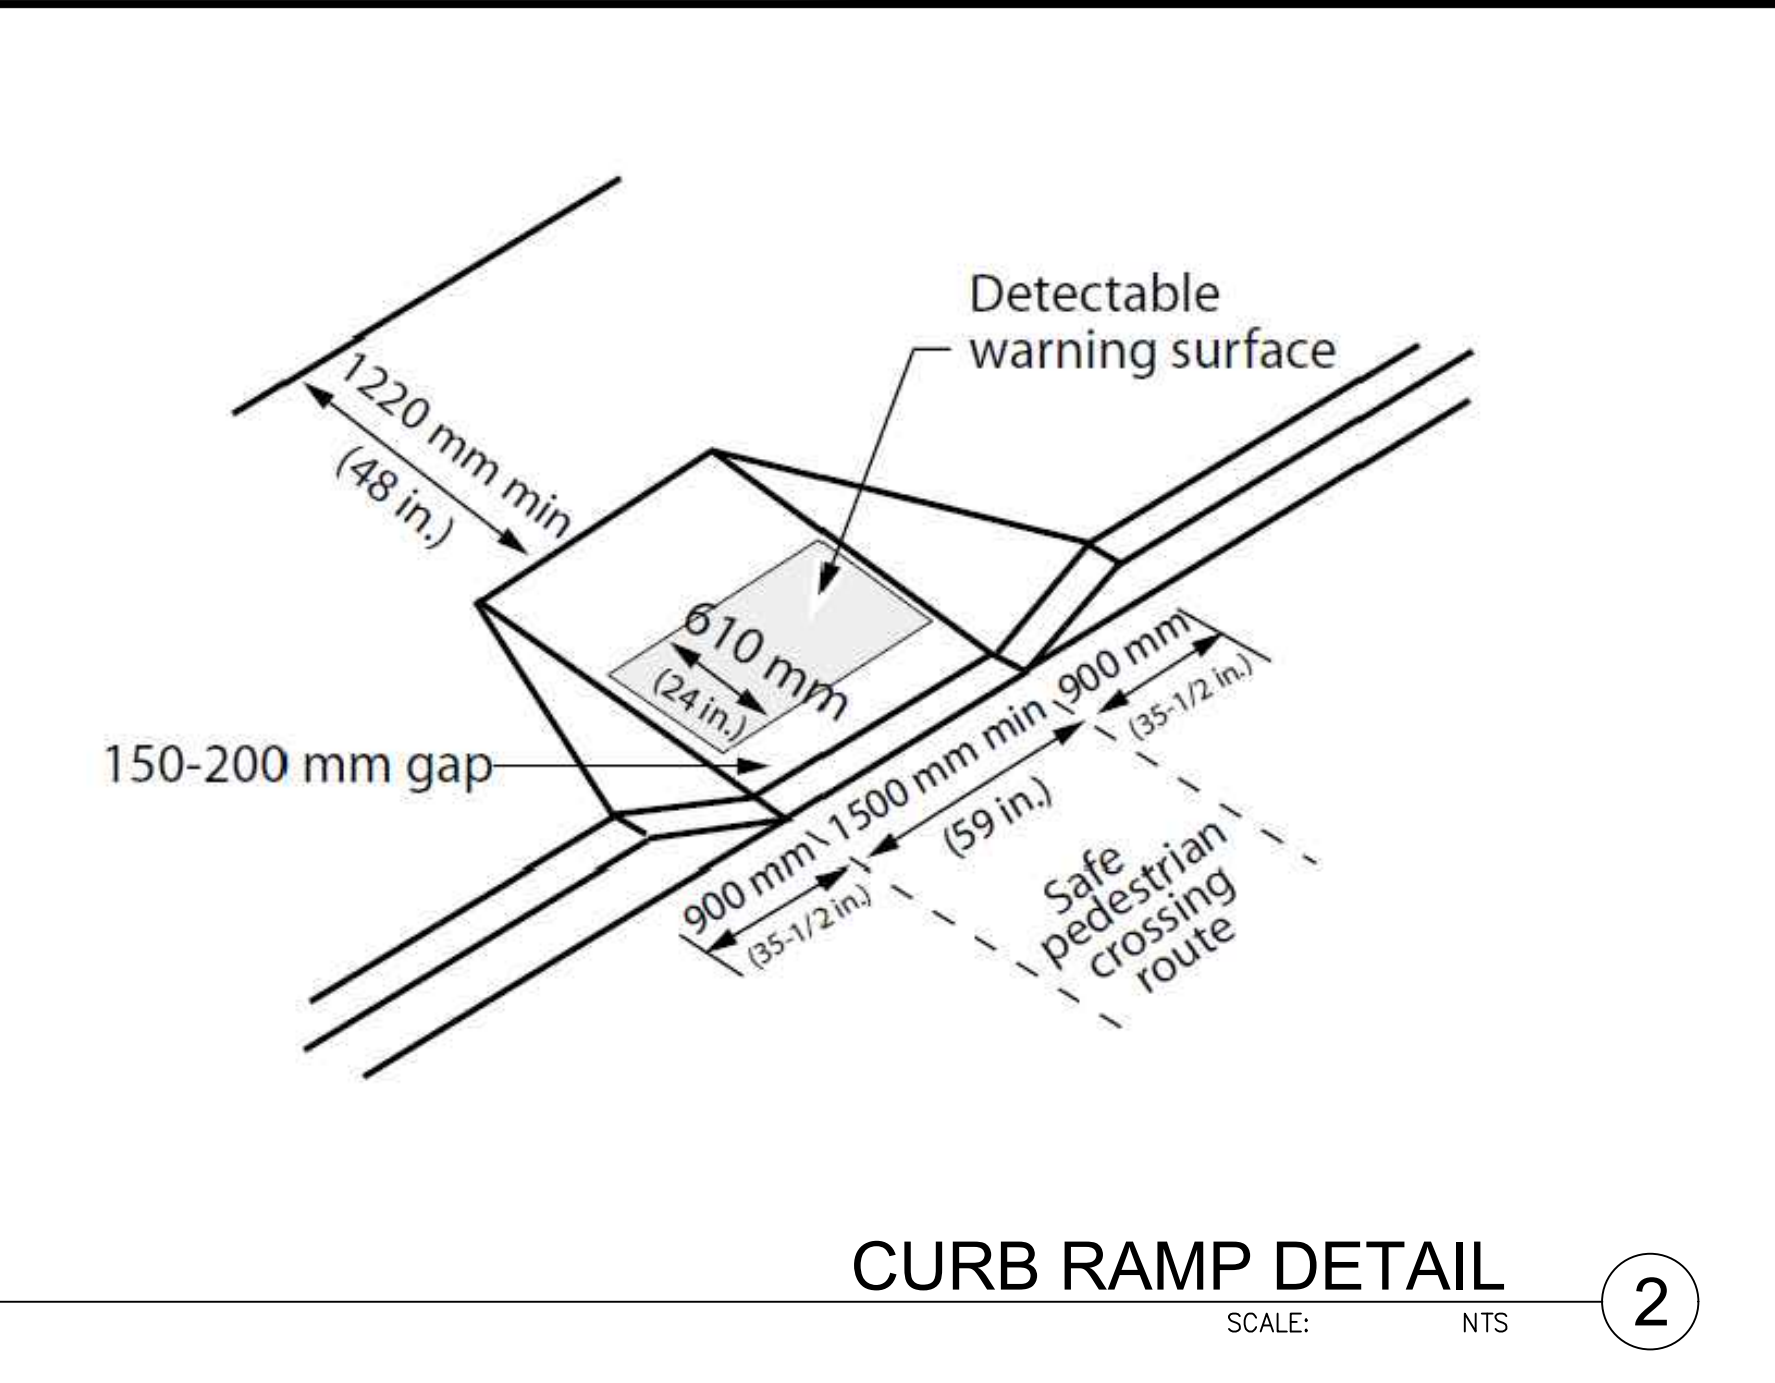 Detectable
warning surface
1220 mm min
(48 in.)
610 mm
(24 in.)
150-200 mm gap
900 mm
(35-1/2 in.)
1500 mm min
(59 in.)
900 mm
(35-1/2 in.)
Safe
pedestrian
crossing
route
CURB RAMP DETAIL
SCALE: NTS
2